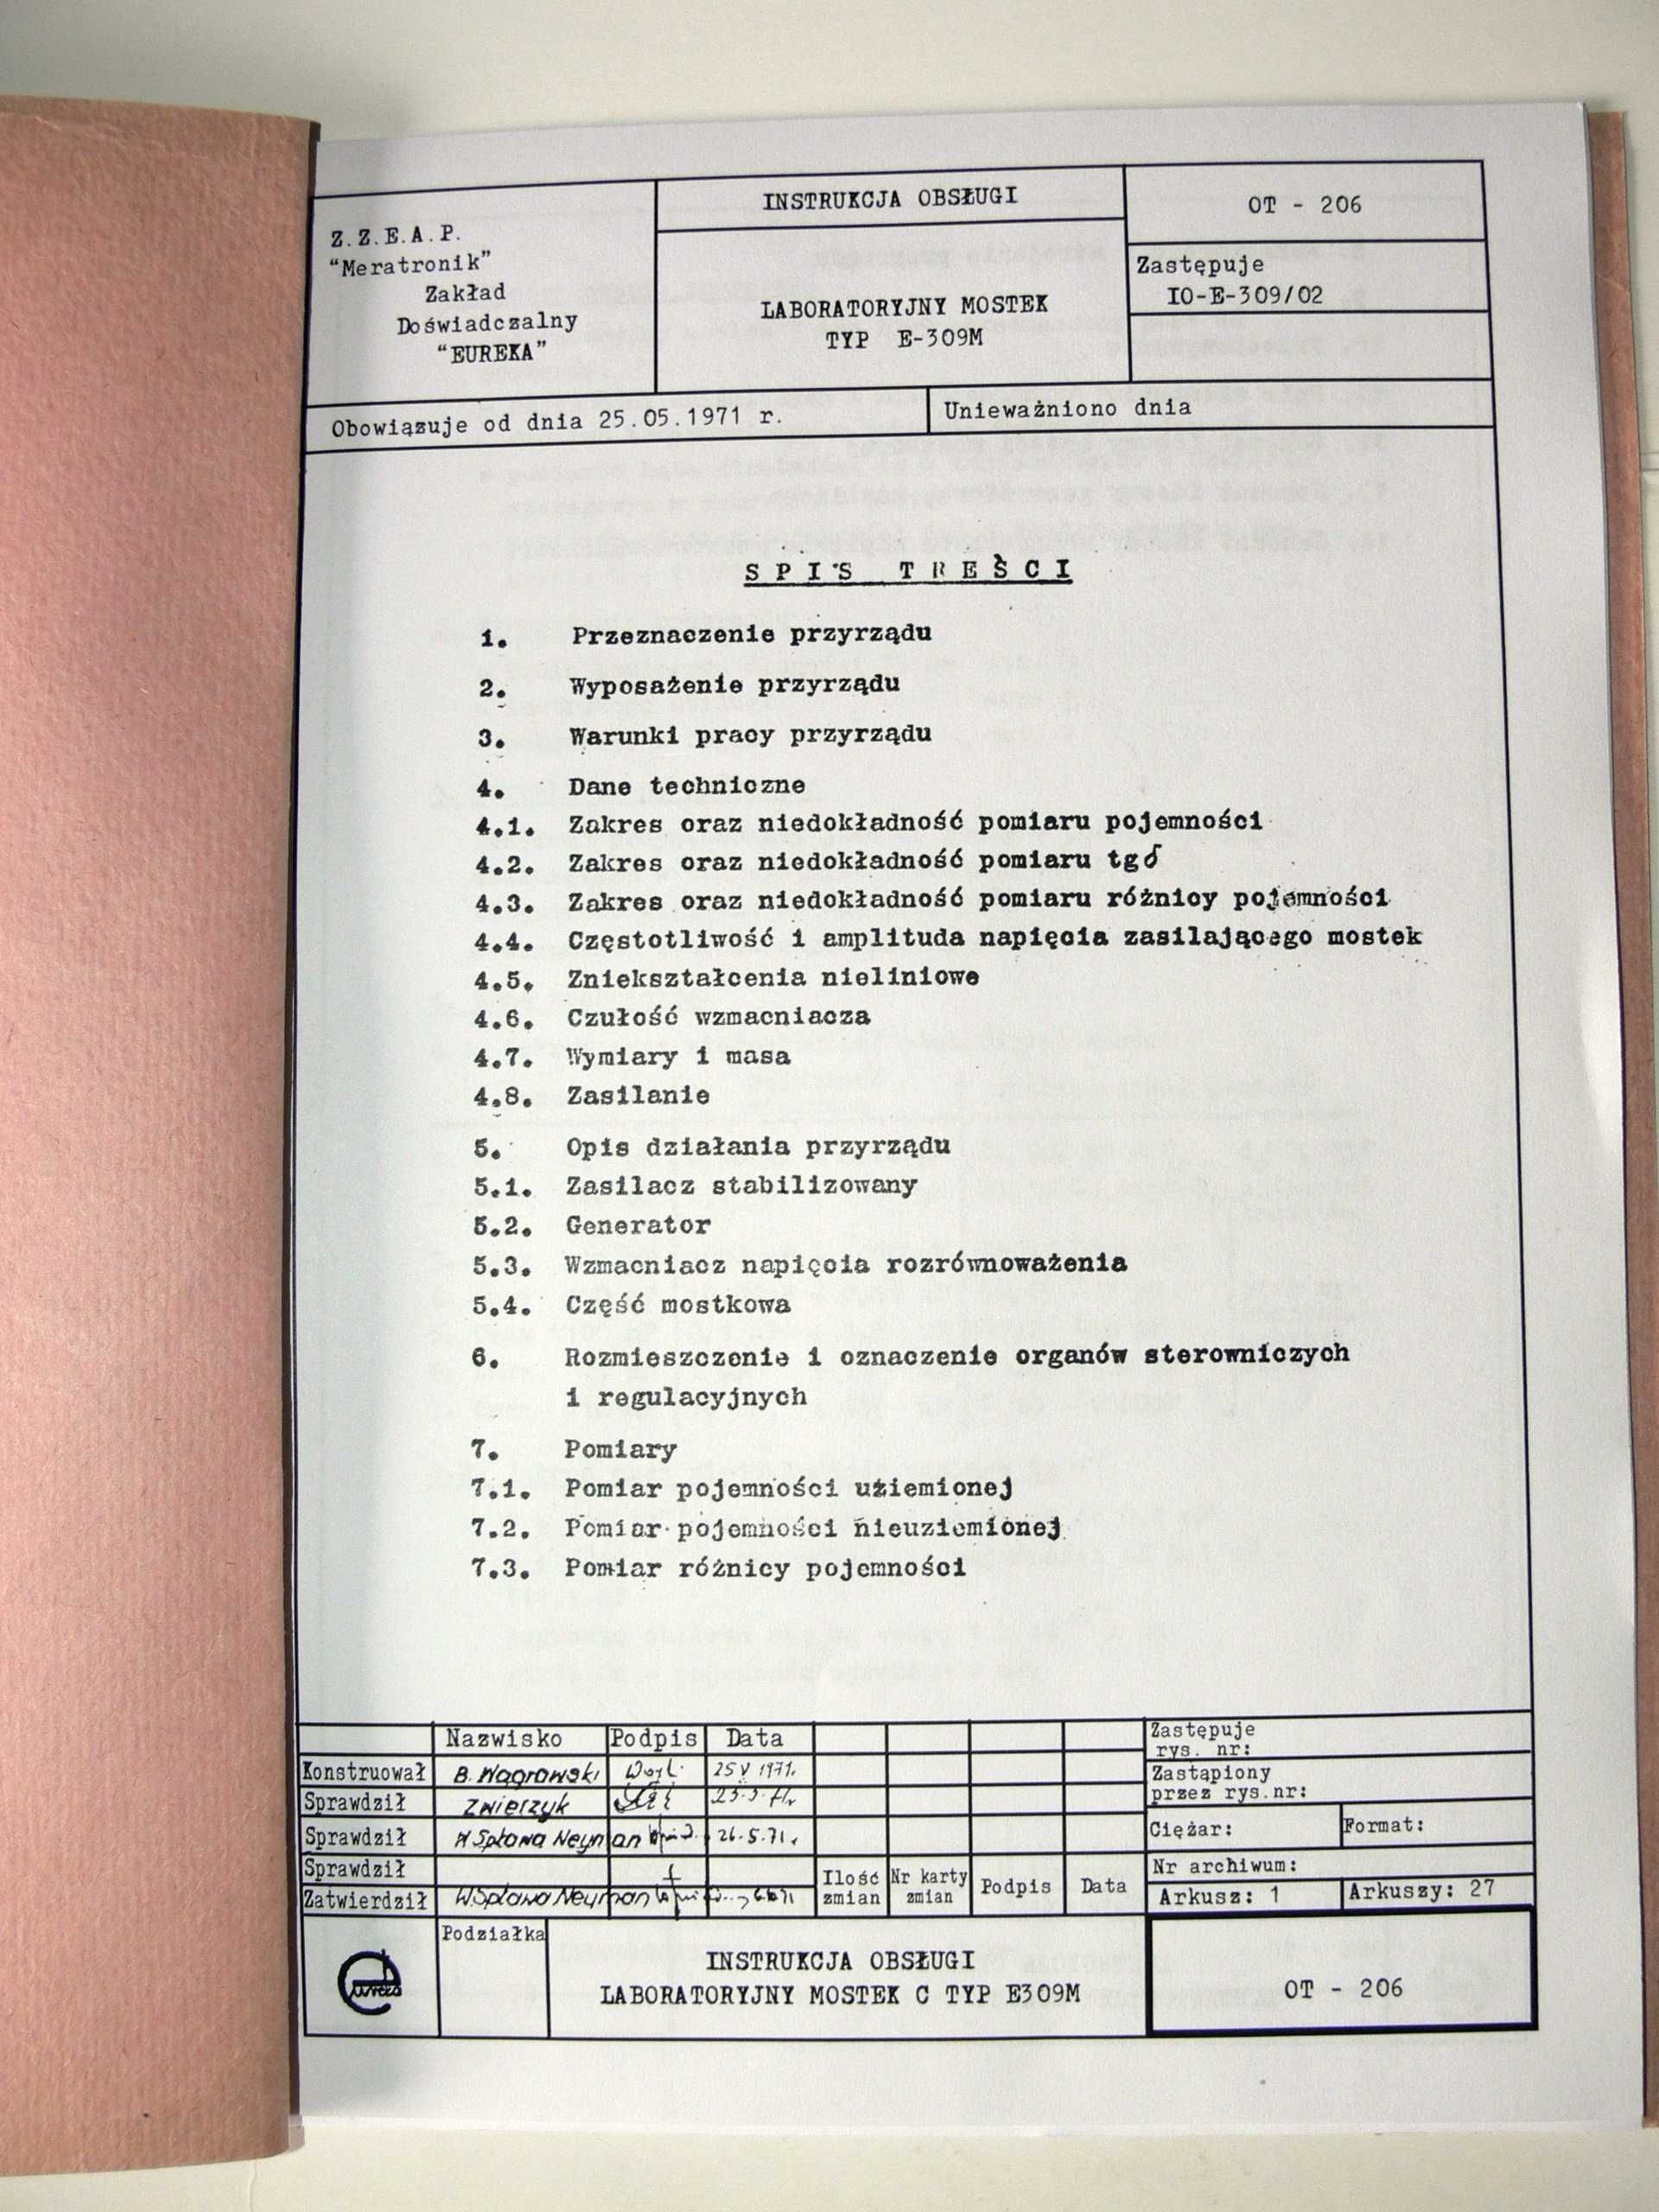 Z.Z.E.A.P.
"Meratronik"
Zakład
Doświadczalny
"EUREKA"
INSTRUKCJA OBSŁUGI
LABORATORYJNY MOSTEK
TYP E-309M
OT - 206
Zastępuje
IO-E-309/02
Obowiązuje od dnia 25.05.1971 r.
Unieważniono dnia
SPIS TREŚCI
1. Przeznaczenie przyrządu
2. Wyposażenie przyrządu
3. Warunki pracy przyrządu
4. Dane techniczne
4.1. Zakres oraz niedokładność pomiaru pojemności
4.2. Zakres oraz niedokładność pomiaru tgδ
4.3. Zakres oraz niedokładność pomiaru różnicy pojemności
4.4. Częstotliwość i amplituda napięcia zasilającego mostek
4.5. Zniekształcenia nieliniowe
4.6. Czułość wzmacniacza
4.7. Wymiary i masa
4.8. Zasilanie
5. Opis działania przyrządu
5.1. Zasilacz stabilizowany
5.2. Generator
5.3. Wzmacniacz napięcia rozrównoważenia
5.4. Część mostkowa
6. Rozmieszczenie i oznaczenie organów sterowniczych
i regulacyjnych
7. Pomiary
7.1. Pomiar pojemności uziemionej
7.2. Pomiar pojemności nieuziemionej
7.3. Pomiar różnicy pojemności
Nazwisko Podpis Data
Konstruował B. Wągrowski 25 V 1971.
Sprawdził Zwierzyk
Sprawdził W Spława Neyman 26.5.71.
Sprawdził
Zatwierdził W Spława Neyman
Ilość zmian
Nr karty zmian
Podpis
Data
Zastępuje
rys. nr:
Zastąpiony
przez rys.nr:
Ciężar:
Format:
Nr archiwum:
Arkusz: 1
Arkuszy: 27
eureka
Podziałka
INSTRUKCJA OBSŁUGI
LABORATORYJNY MOSTEK C TYP E309M
OT - 206